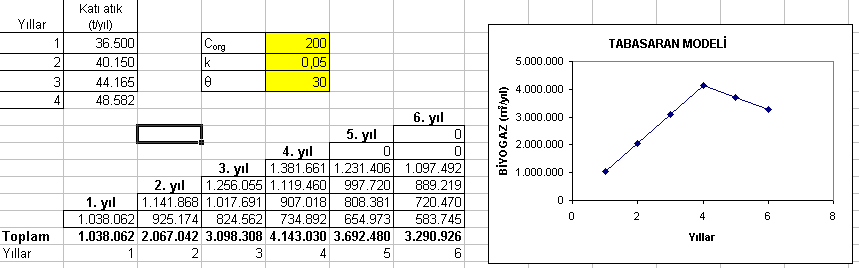 Katı atık
Yıllar (t/yıl)
1 36.500 Corg 200
2 40.150 k 0,05
3 44.165 θ 30
4 48.582
6. yıl
5. yıl 0
4. yıl 0 0
3. yıl 1.381.661 1.231.406 1.097.492
2. yıl 1.256.055 1.119.460 997.720 889.219
1. yıl 1.141.868 1.017.691 907.018 808.381 720.470
1.038.062 925.174 824.562 734.892 654.973 583.745
Toplam 1.038.062 2.067.042 3.098.308 4.143.030 3.692.480 3.290.926
Yıllar 1 2 3 4 5 6
TABASARAN MODELİ
5.000.000
4.000.000
3.000.000
2.000.000
1.000.000
0
BİYOGAZ (m³/yıl)
0 2 4 6 8
Yıllar